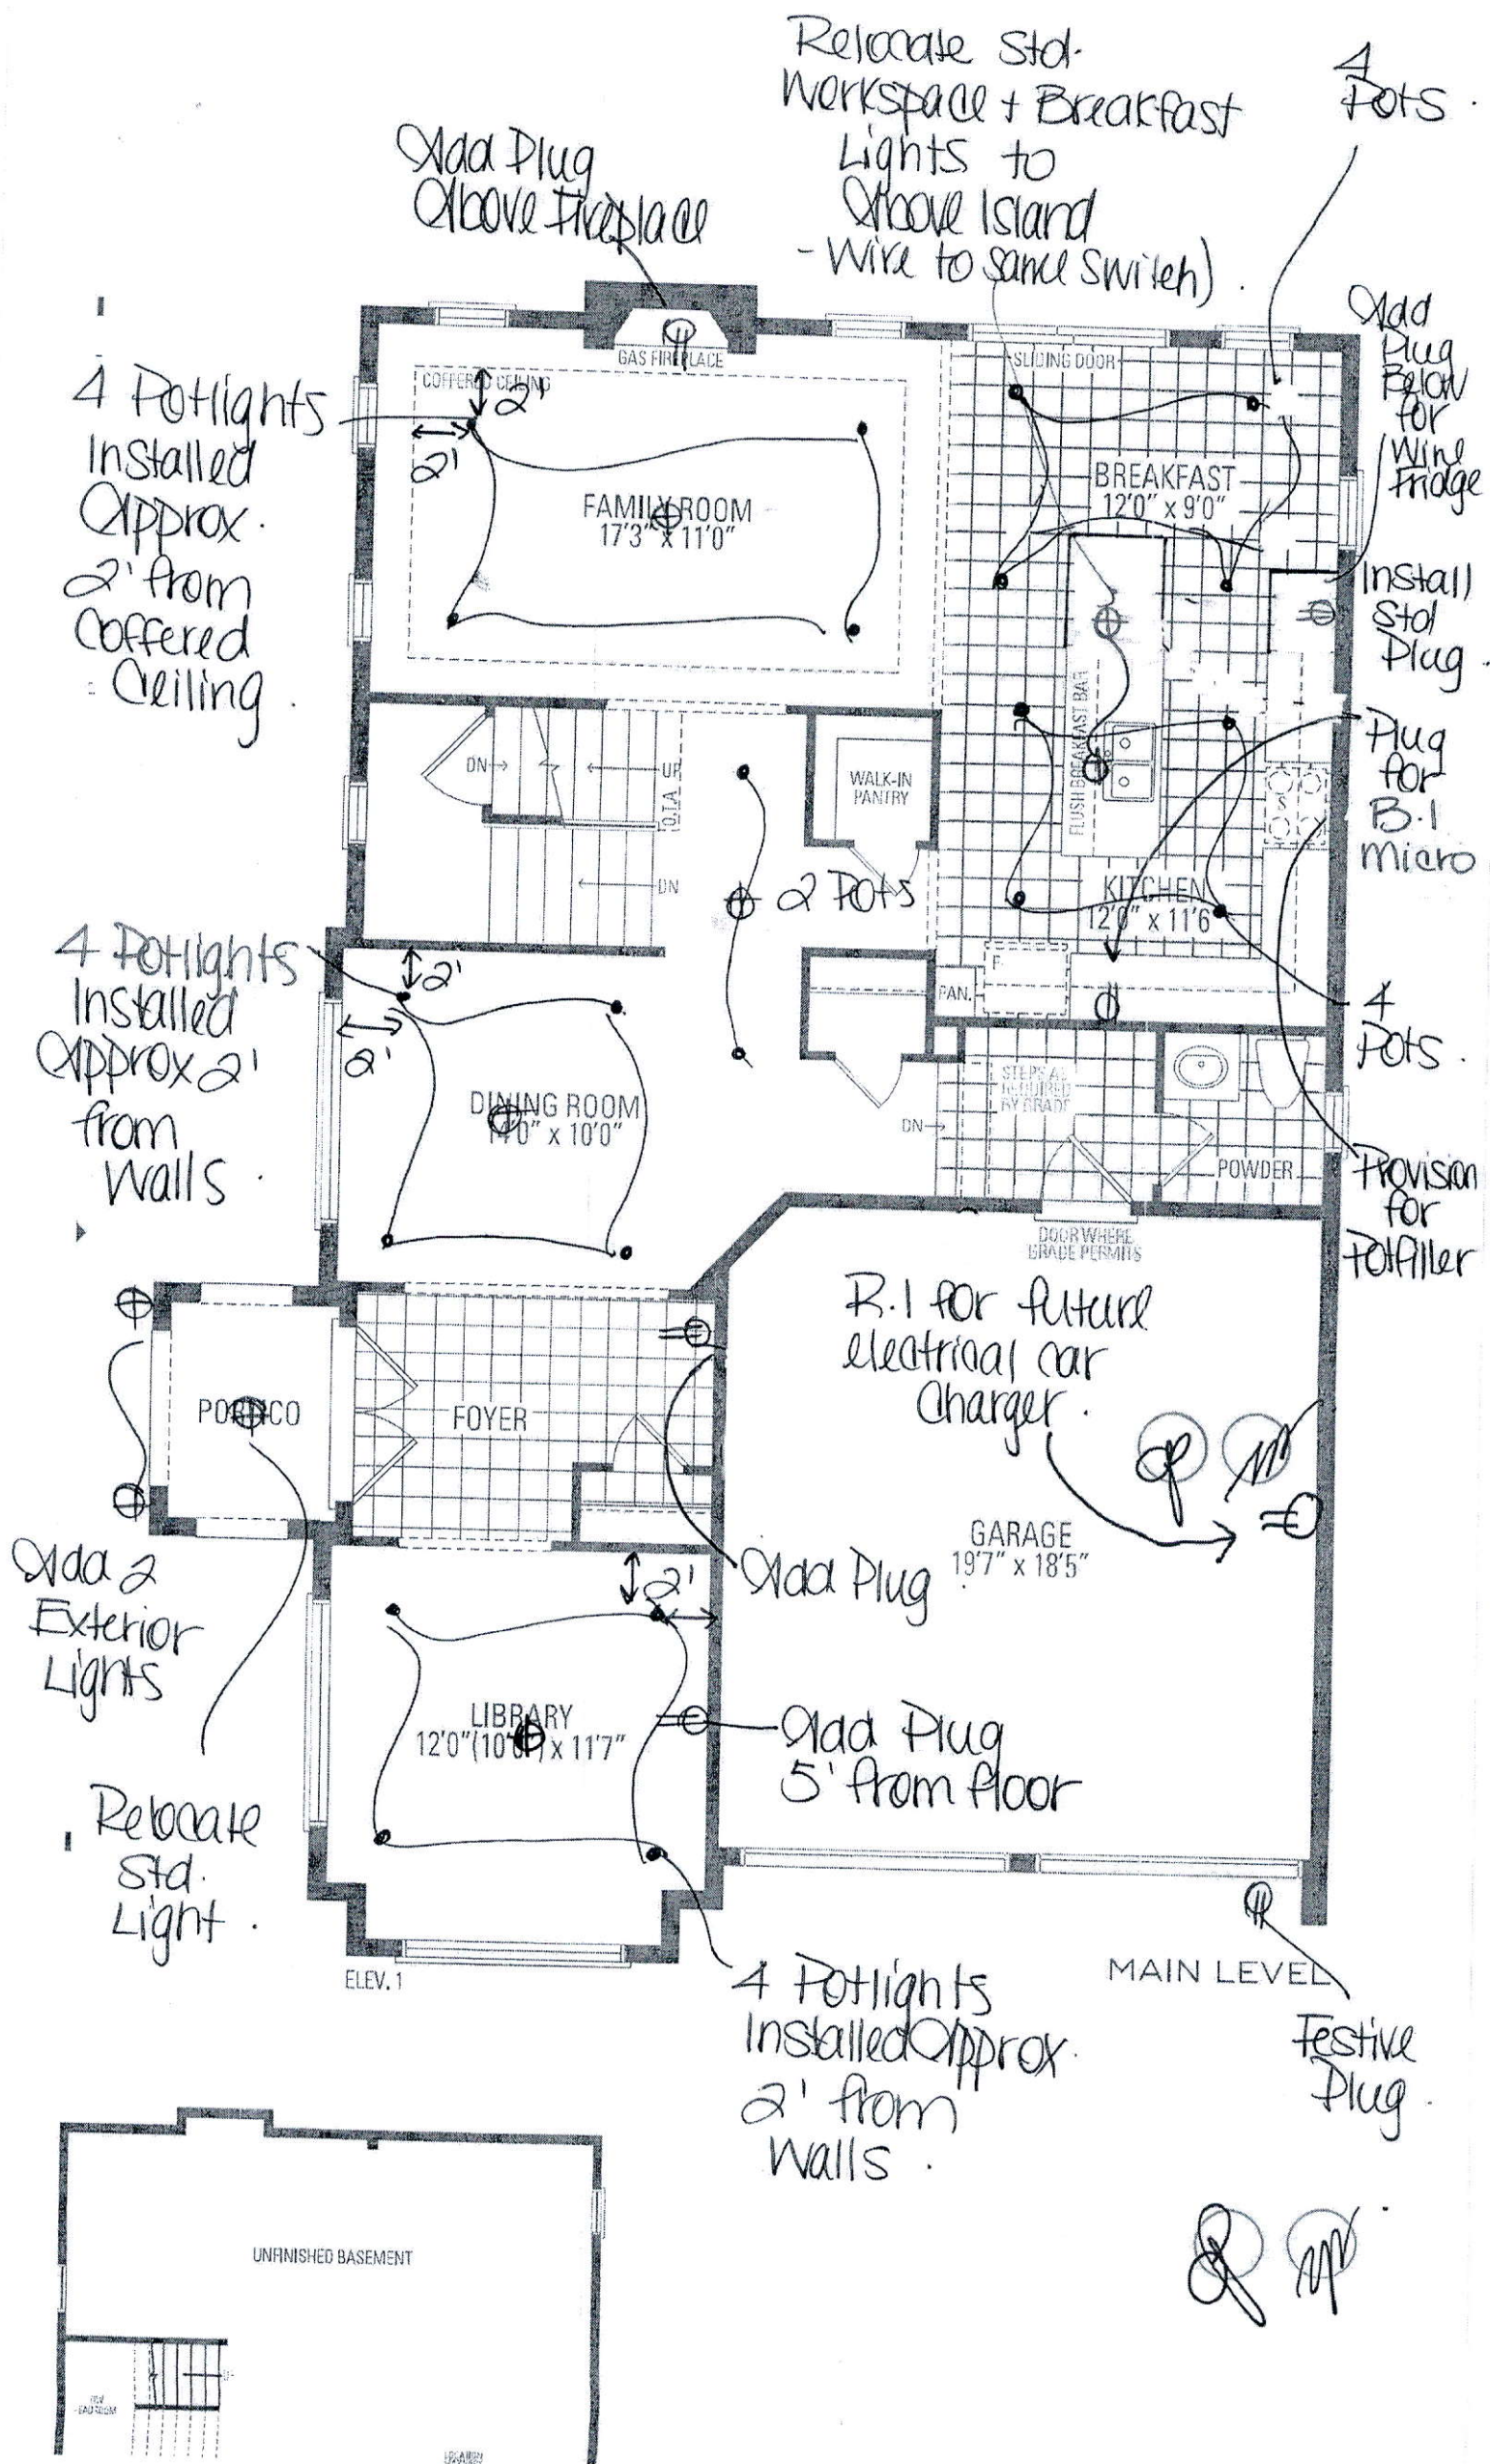 Relocate Std.
Workspace + Breakfast
Lights to
Above Island
- Wire to same switch) .
4
Pots .
Add Plug
Above Fireplace
Add
Plug
Below
for
Wine
Fridge
GAS FIREPLACE
COFFERED CEILING
SLIDING DOOR
2'
2'
4 Potlights
Installed
Approx.
2' from
Coffered
Ceiling .
FAMILY ROOM
17'3" x 11'0"
BREAKFAST
12'0" x 9'0"
Install
Std
Plug .
DN
UP
O.T.A.
DN
WALK-IN
PANTRY
FLUSH BREAKFAST BAR
S
Plug
for
B.I
micro
2 Pots
KITCHEN
12'0" x 11'6
F
PAN.
4
Pots .
4 Potlights
Installed
Approx 2'
from
Walls .
2'
2'
DINING ROOM
14'0" x 10'0"
STEPS AS
REQUIRED
BY GRADE
DN
POWDER
Provision
for
Potfiller
DOOR WHERE
GRADE PERMITS
R.I for future
electrical car
Charger .
PORTICO
FOYER
GARAGE
19'7" x 18'5"
Add Plug .
Add 2
Exterior
Lights
2'
LIBRARY
12'0"(10'0") x 11'7"
Add Plug
5' from floor
Relocate
Std.
Light .
ELEV. 1
MAIN LEVEL
4 Potlights
Installed Approx.
2' from
Walls .
Festive
Plug .
UNFINISHED BASEMENT